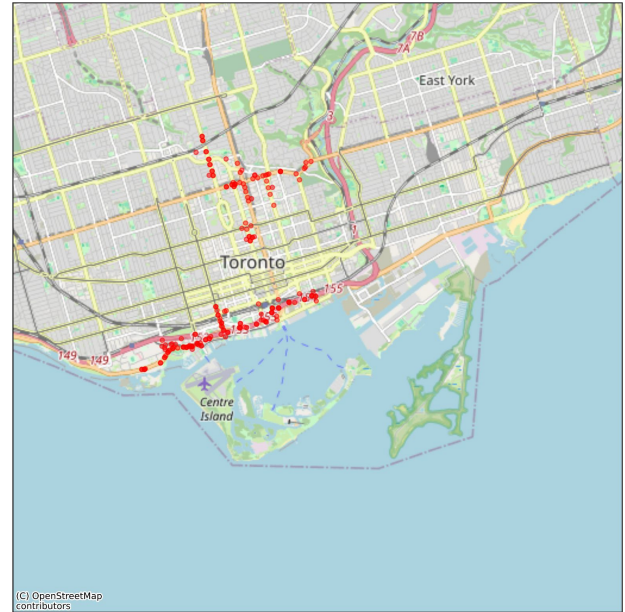 7B
7A
East York
3
Toronto
155
149
149
Centre
Island
(C) OpenStreetMap
contributors